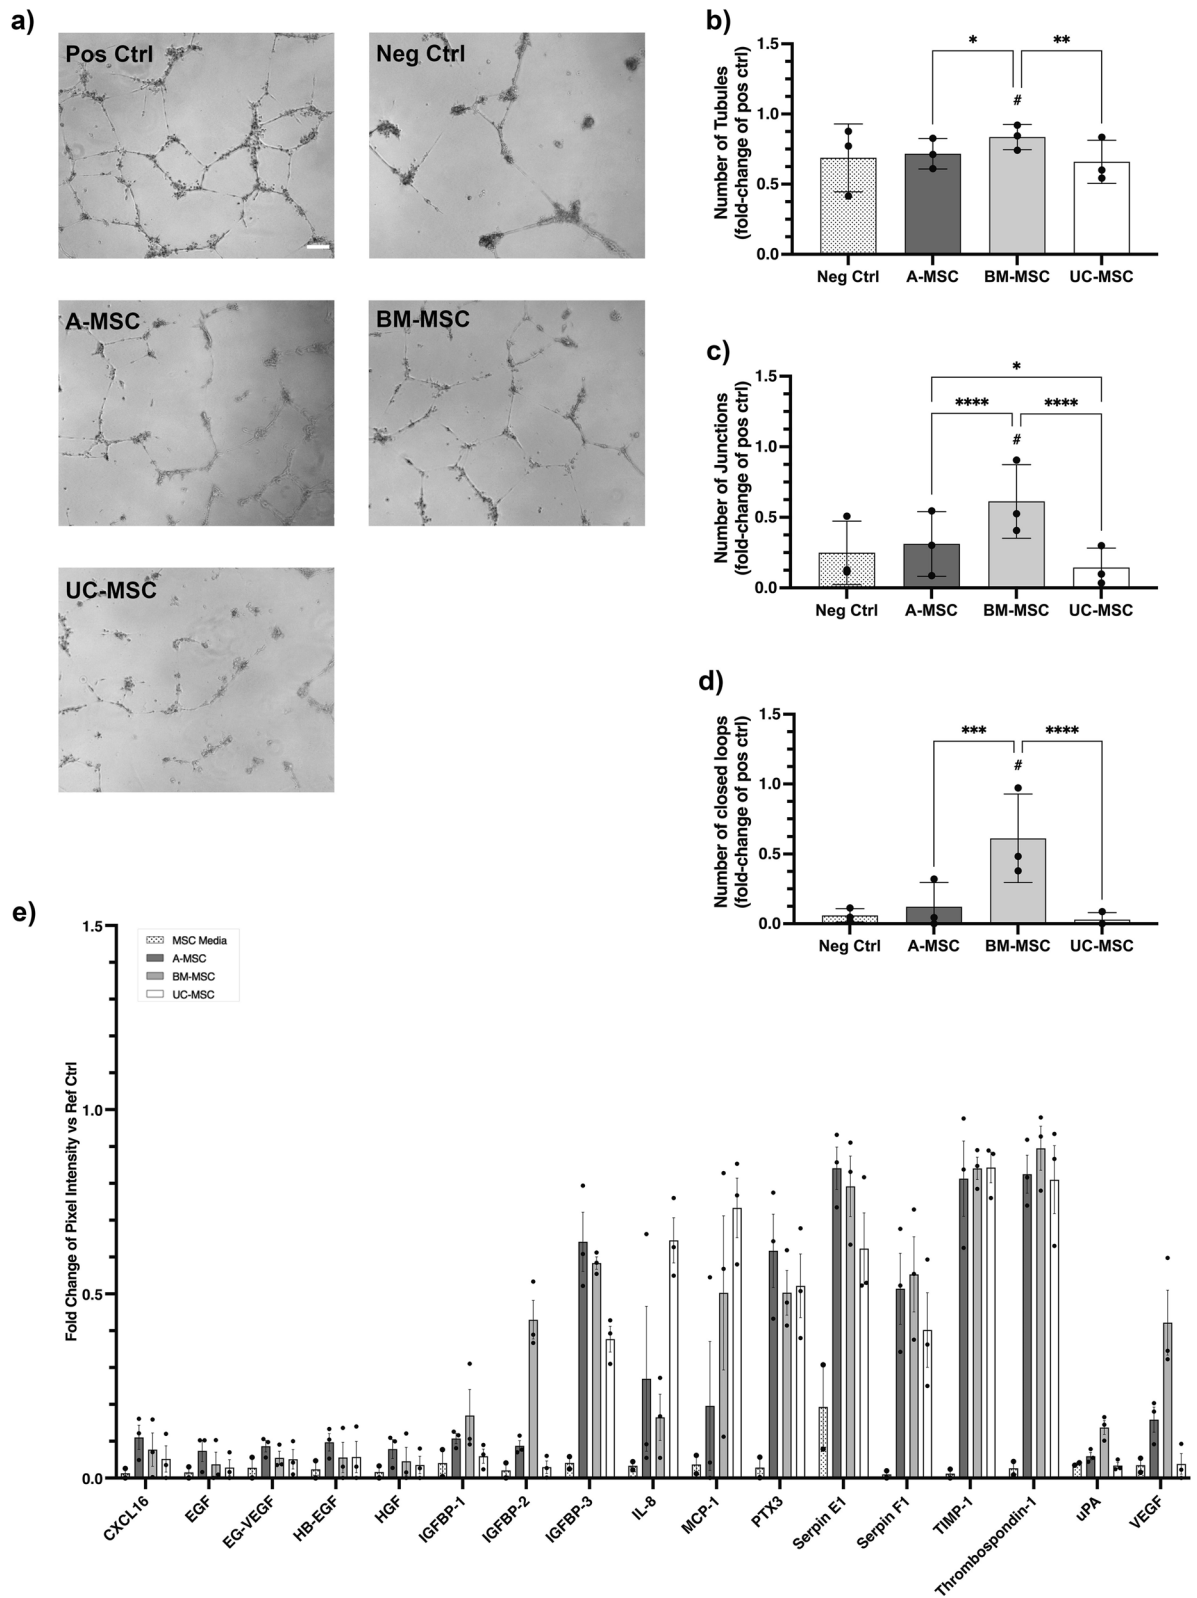 a)
Pos Ctrl
Neg Ctrl
A-MSC
BM-MSC
UC-MSC
b)
Number of Tubules
(fold-change of pos ctrl)
1.5
1.0
0.5
0.0
*
**
#
Neg Ctrl
A-MSC
BM-MSC
UC-MSC
c)
Number of Junctions
(fold-change of pos ctrl)
1.5
1.0
0.5
0.0
*
****
****
#
Neg Ctrl
A-MSC
BM-MSC
UC-MSC
d)
Number of closed loops
(fold-change of pos ctrl)
1.5
1.0
0.5
0.0
***
****
#
Neg Ctrl
A-MSC
BM-MSC
UC-MSC
e)
Fold Change of Pixel Intensity vs Ref Ctrl
1.5
1.0
0.5
0.0
MSC Media
A-MSC
BM-MSC
UC-MSC
CXCL16
EGF
EG-VEGF
HB-EGF
HGF
IGFBP-1
IGFBP-2
IGFBP-3
IL-8
MCP-1
PTX3
Serpin E1
Serpin F1
TIMP-1
Thrombospondin-1
uPA
VEGF